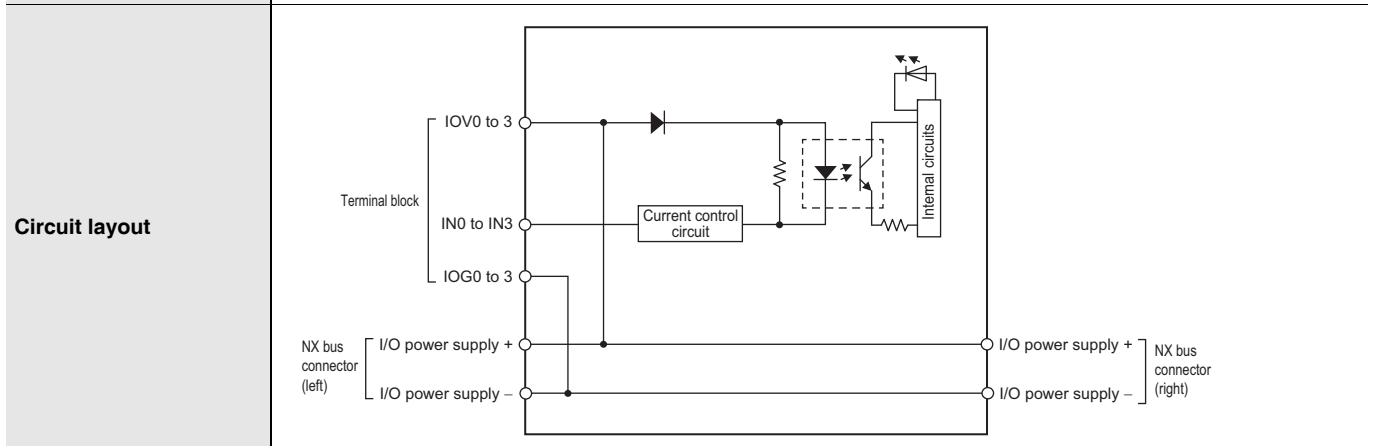 Circuit layout
Terminal block
IOV0 to 3
IN0 to IN3
IOG0 to 3
Current control
circuit
Internal circuits
NX bus
connector
(left)
I/O power supply +
I/O power supply −
I/O power supply +
I/O power supply −
NX bus
connector
(right)